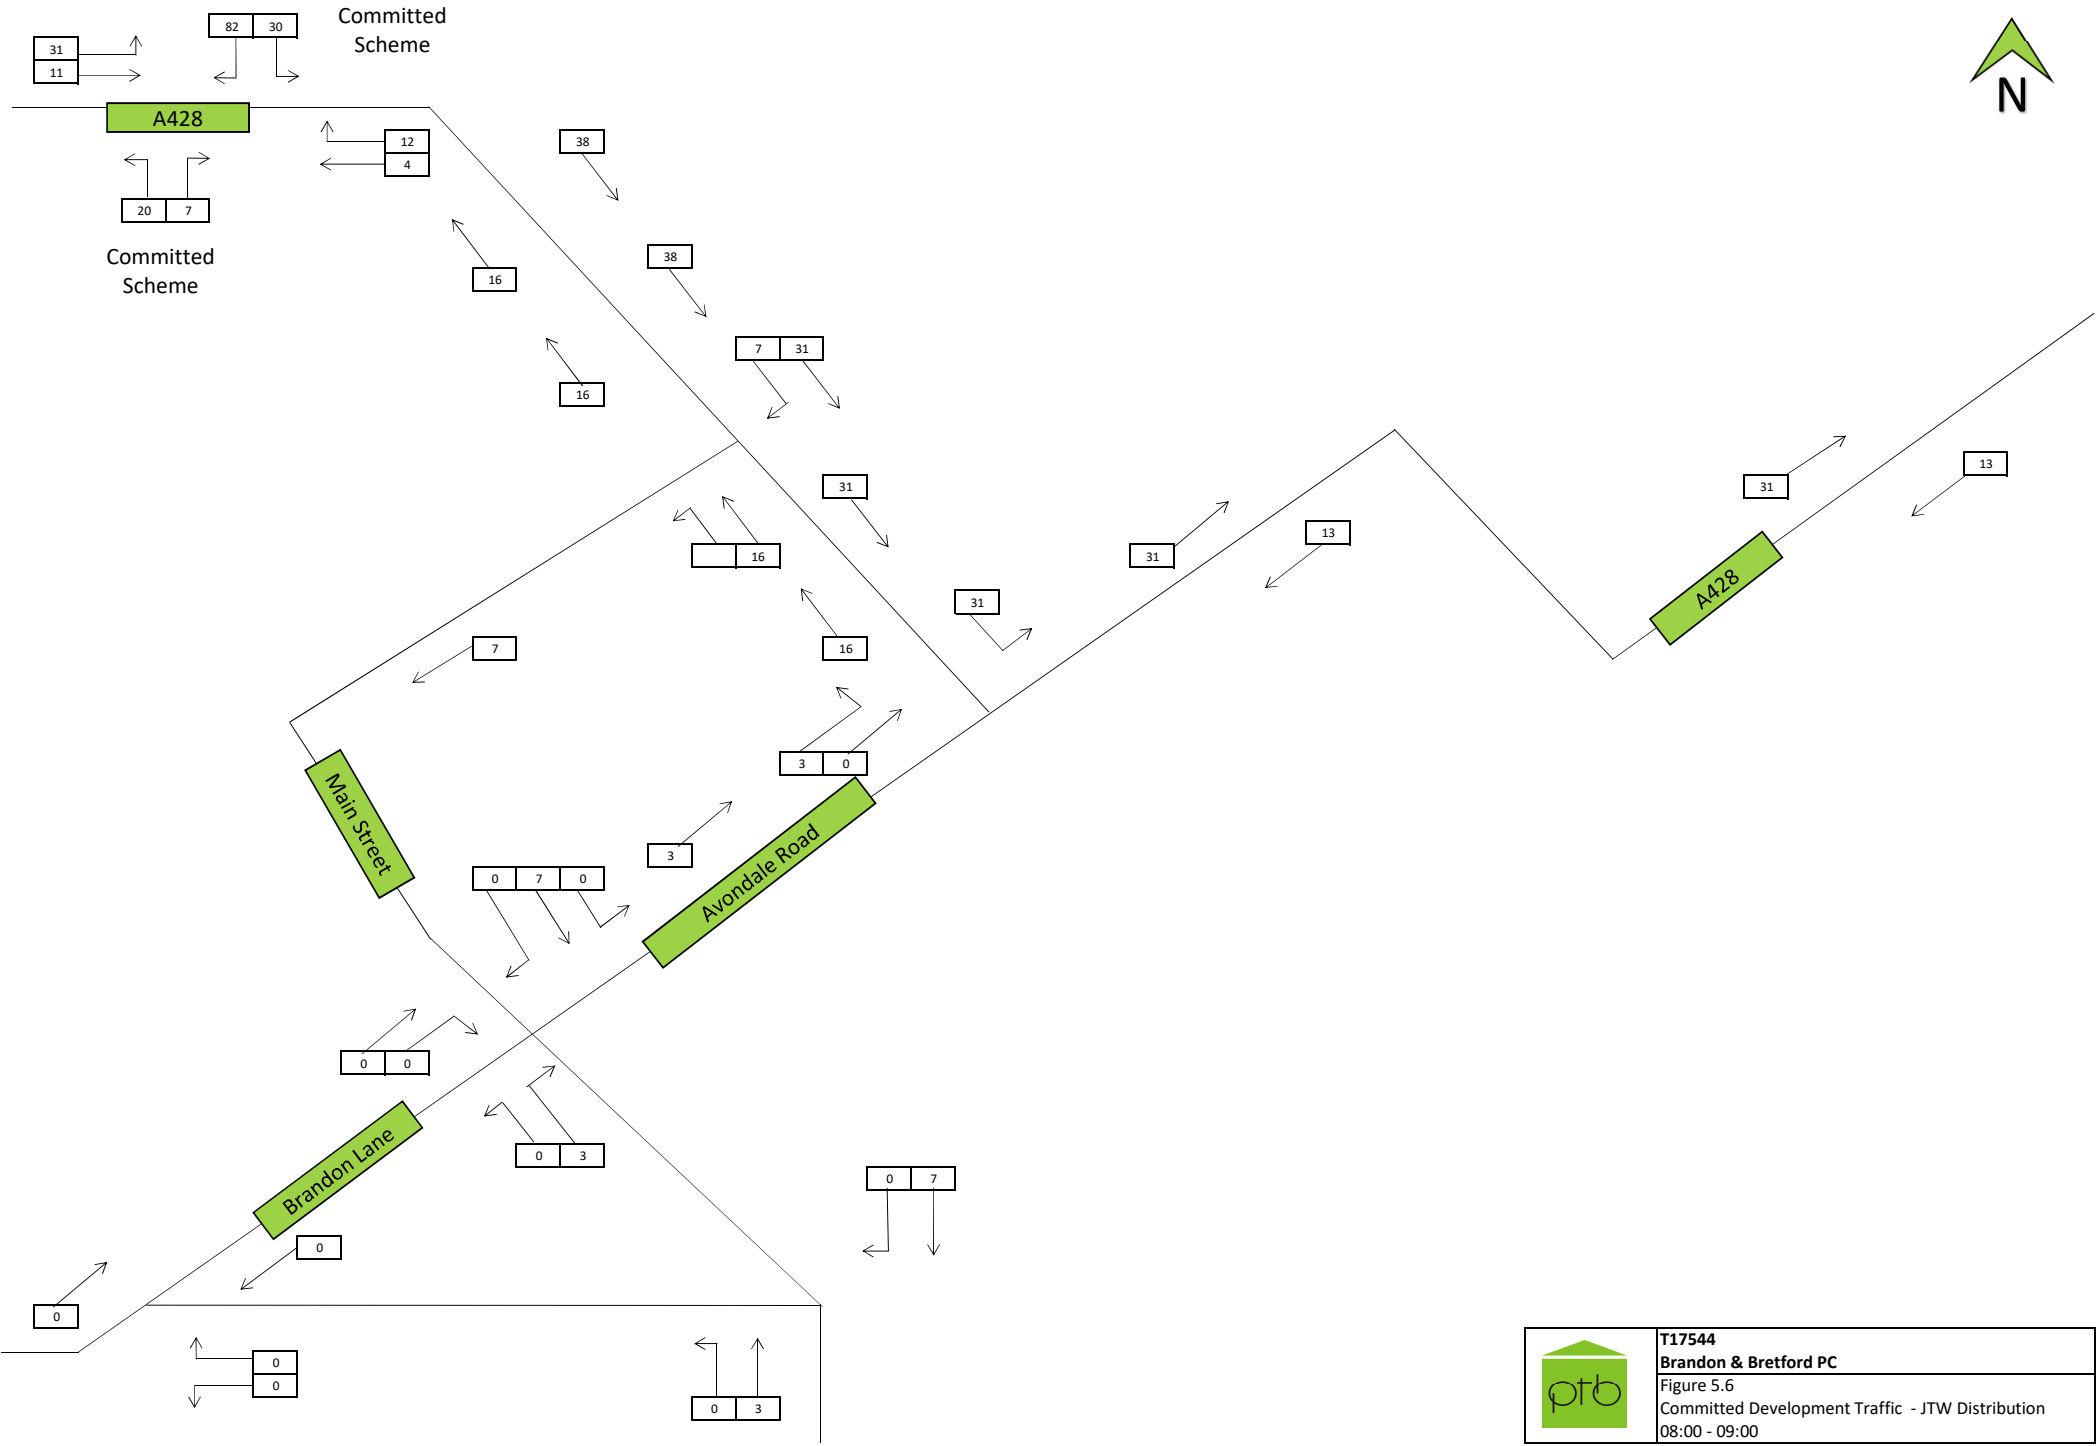 82 30
Committed
Scheme
31
11
N
A428
12
4
38
20 7
Committed
Scheme
38
16
7 31
16
31
13
31
16
13
31
A428
31
7
16
3 0
Main Street
3
Avondale Road
0 7 0
0 0
0 3
Brandon Lane
0 7
0
0
0
0
0 3
ptb
T17544
Brandon & Bretford PC
Figure 5.6
Committed Development Traffic - JTW Distribution
08:00 - 09:00